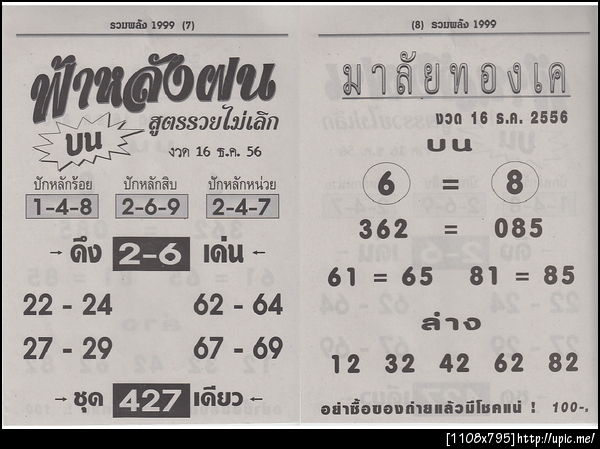 รวมพลัง 1999 (7)
ฟ้าหลังฝน
สูตรรวยไม่เลิก
บน
งวด 16 ธ.ค. 56
ปักหลักร้อย ปักหลักสิบ ปักหลักหน่วย
1-4-8 2-6-9 2-4-7
ดึง 2-6 เด่น
22 - 24 62 - 64
27 - 29 67 - 69
ชุด 427 เดียว
(8) รวมพลัง 1999
มาลัยทองเค
งวด 16 ธ.ค. 2556
บน
6 = 8
362 = 085
61 = 65 81 = 85
ล่าง
12 32 42 62 82
อย่าซื้อของถ่ายแล้วมีโชคแน่ ! 100-.
[1108x795]http://upic.me/